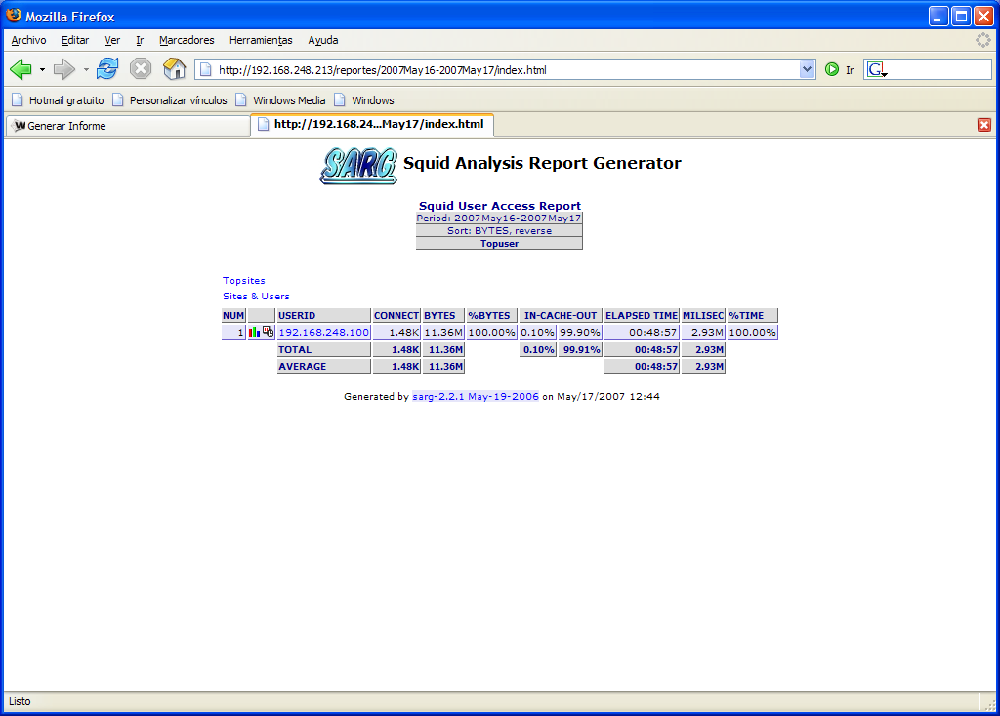 Mozilla Firefox
Archivo Editar Ver Ir Marcadores Herramientas Ayuda
http://192.168.248.213/reportes/2007May16-2007May17/index.html Ir G
Hotmail gratuito Personalizar vínculos Windows Media Windows
W Generar Informe http://192.168.24...May17/index.html
SARG Squid Analysis Report Generator
Squid User Access Report
Period: 2007May16-2007May17
Sort: BYTES, reverse
Topuser
Topsites
Sites & Users
NUM USERID CONNECT BYTES %BYTES IN-CACHE-OUT ELAPSED TIME MILISEC %TIME
1 192.168.248.100 1.48K 11.36M 100.00% 0.10% 99.90% 00:48:57 2.93M 100.00%
TOTAL 1.48K 11.36M 0.10% 99.91% 00:48:57 2.93M
AVERAGE 1.48K 11.36M 00:48:57 2.93M
Generated by sarg-2.2.1 May-19-2006 on May/17/2007 12:44
Listo